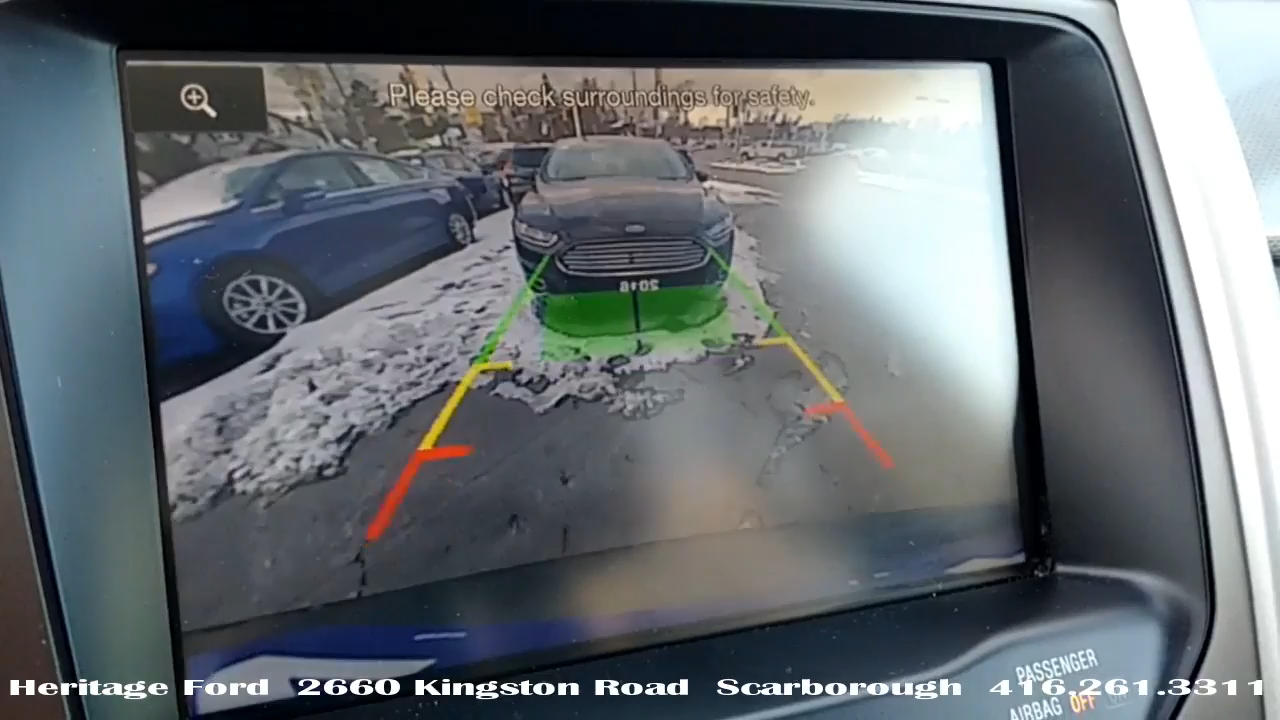 Please check surroundings for safety.
2018
Heritage Ford 2660 Kingston Road Scarborough 416.261.3311
PASSENGER
AIRBAG OFF